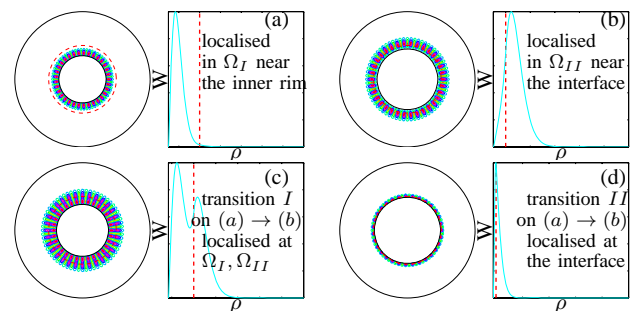 (a)
localised
in Ω_I near
the inner rim
W
ρ
(b)
localised
in Ω_II near
the interface
W
ρ
(c)
transition I
on (a) → (b)
localised at
Ω_I, Ω_II
W
ρ
(d)
transition II
on (a) → (b)
localised at
the interface
W
ρ